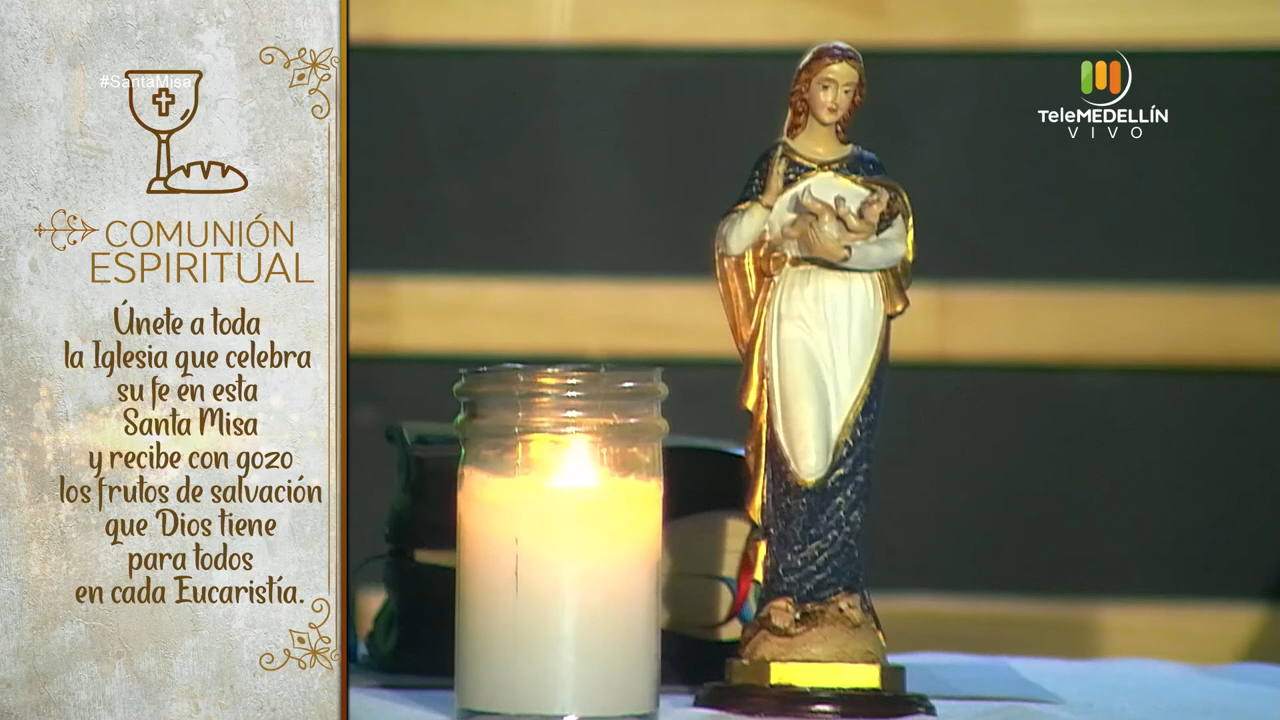 #SantaMisa
COMUNIÓN
ESPIRITUAL
Únete a toda
la Iglesia que celebra
su fe en esta
Santa Misa
y recibe con gozo
los frutos de salvación
que Dios tiene
para todos
en cada Eucaristía.
TeleMEDELLÍN
VIVO